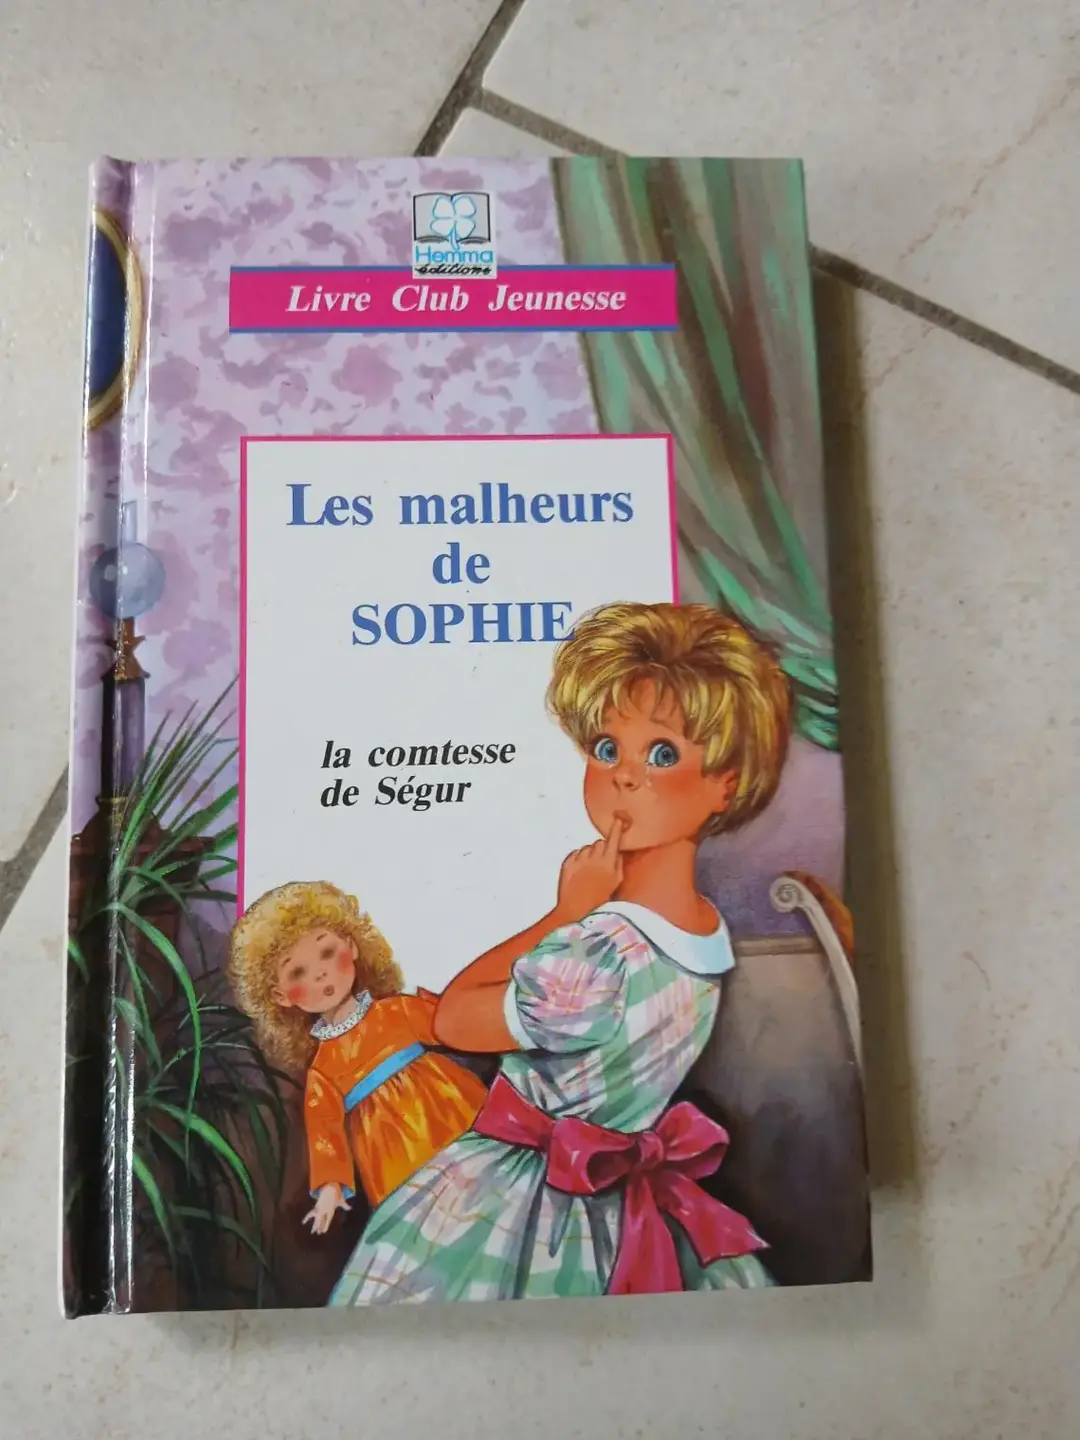 Hemma
éditions
Livre Club Jeunesse
Les malheurs
de
SOPHIE
la comtesse
de Ségur